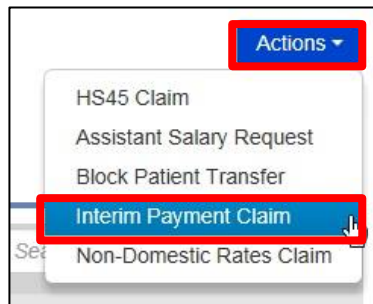 Actions
HS45 Claim
Assistant Salary Request
Block Patient Transfer
Interim Payment Claim
Non-Domestic Rates Claim